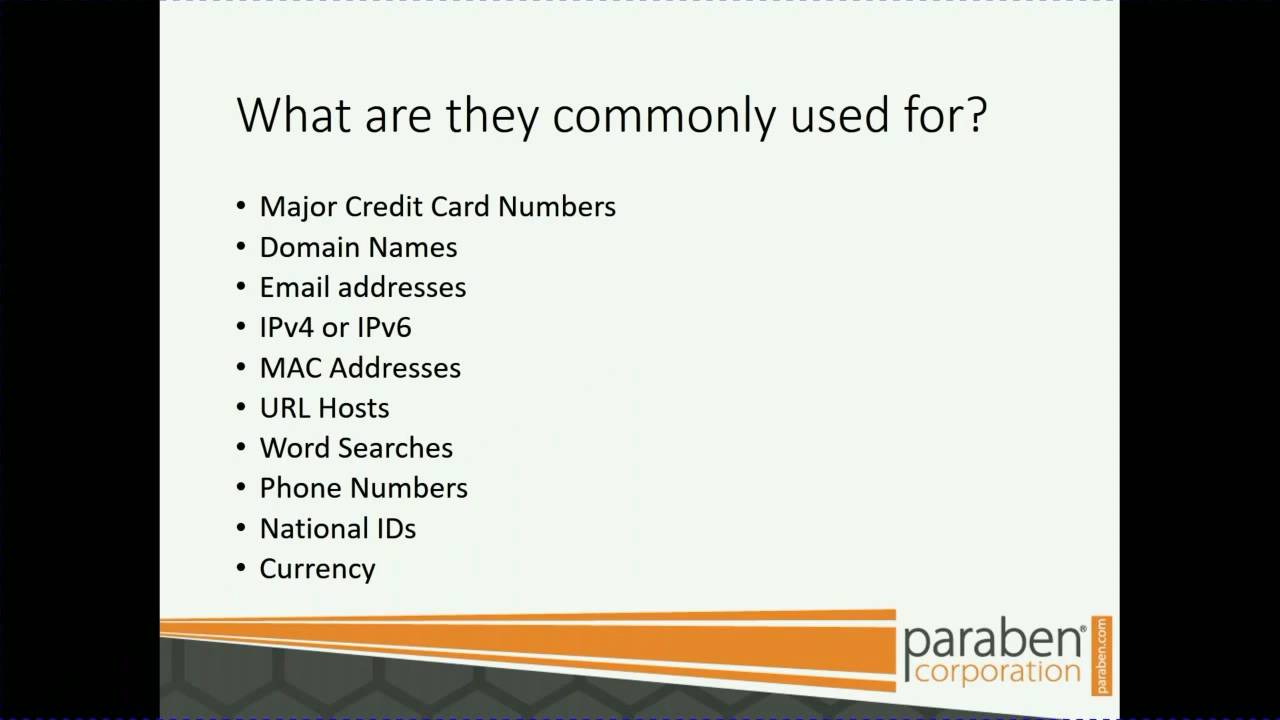 What are they commonly used for?
• Major Credit Card Numbers
• Domain Names
• Email addresses
• IPv4 or IPv6
• MAC Addresses
• URL Hosts
• Word Searches
• Phone Numbers
• National IDs
• Currency
paraben®
corporation
paraben.com